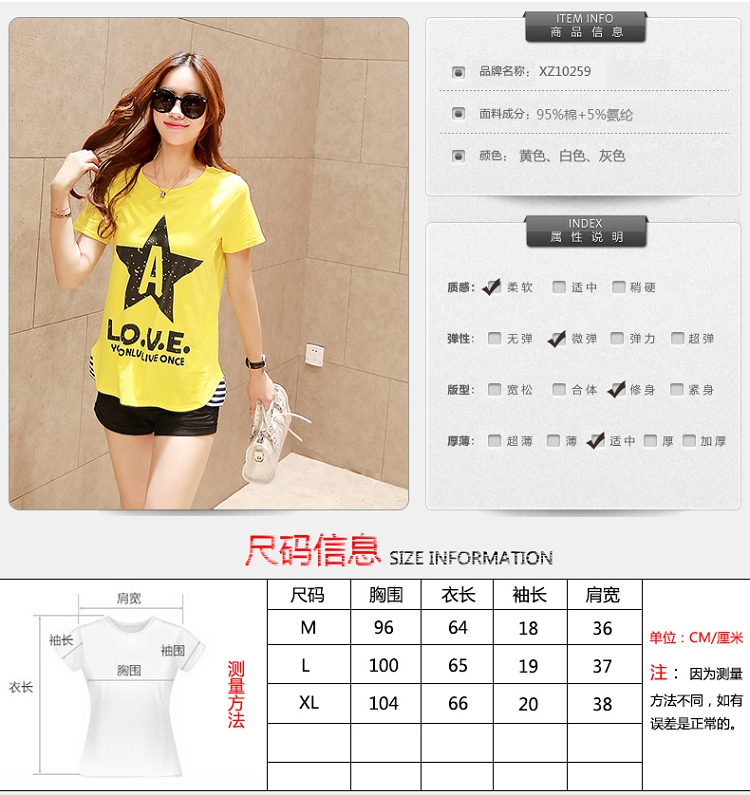 ITEM INFO
商品信息
品牌名称: XZ10259
面料成分: 95%棉+5%氨纶
颜色: 黄色、白色、灰色
INDEX
属性说明
质感: 柔软 适中 稍硬
弹性: 无弹 微弹 弹力 超弹
版型: 宽松 合体 修身 紧身
厚薄: 超薄 薄 适中 厚 加厚
A
LO.V.E.
YOONLVLIVE ONCE
尺码信息 SIZE INFORMATION
肩宽
袖长
袖围
胸围
衣长
测量方法
尺码 胸围 衣长 袖长 肩宽
M 96 64 18 36
L 100 65 19 37
XL 104 66 20 38
单位: CM/厘米
注: 因为测量
方法不同，如有
误差是正常的。